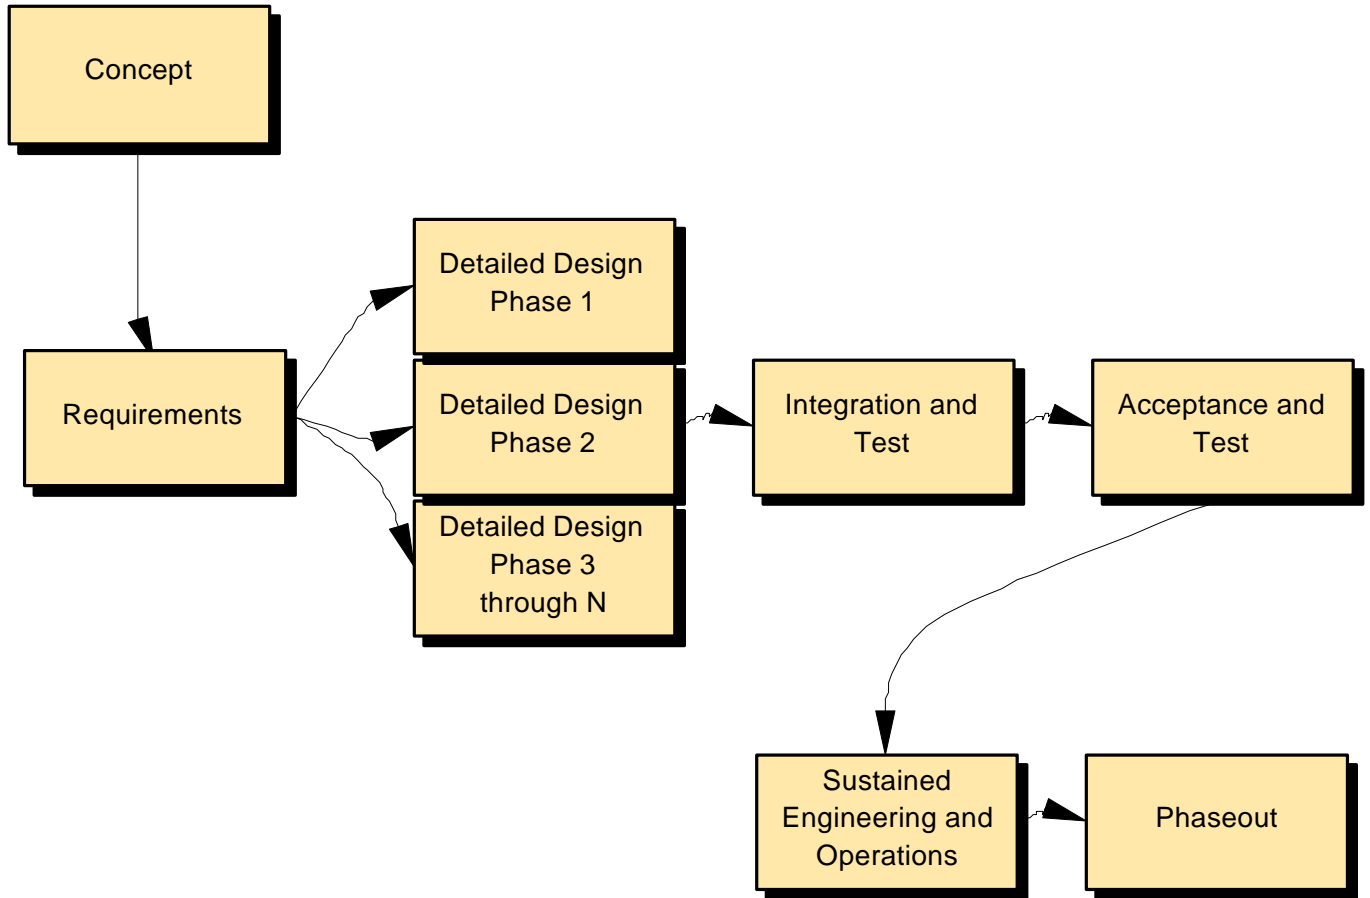 Concept
Detailed Design
Phase 1
Requirements
Detailed Design
Phase 2
Integration and
Test
Acceptance and
Test
Detailed Design
Phase 3
through N
Sustained
Engineering and
Operations
Phaseout